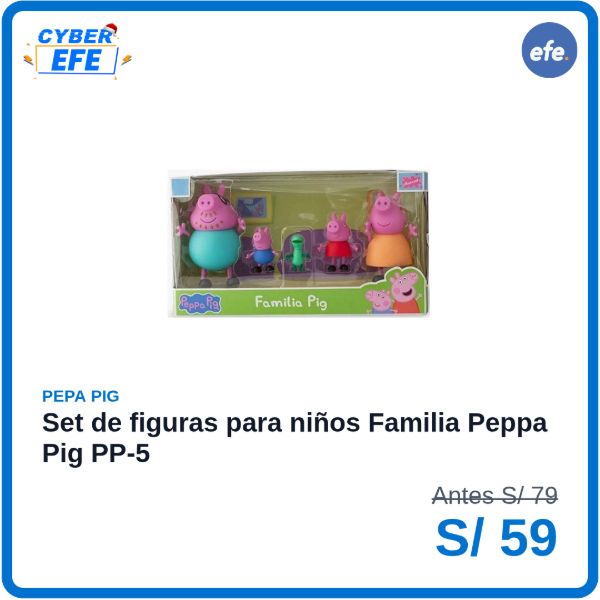 CYBER
EFE
efe.
Peppa Pig
Familia Pig
PEPA PIG
Set de figuras para niños Familia Peppa
Pig PP-5
Antes S/ 79
S/ 59